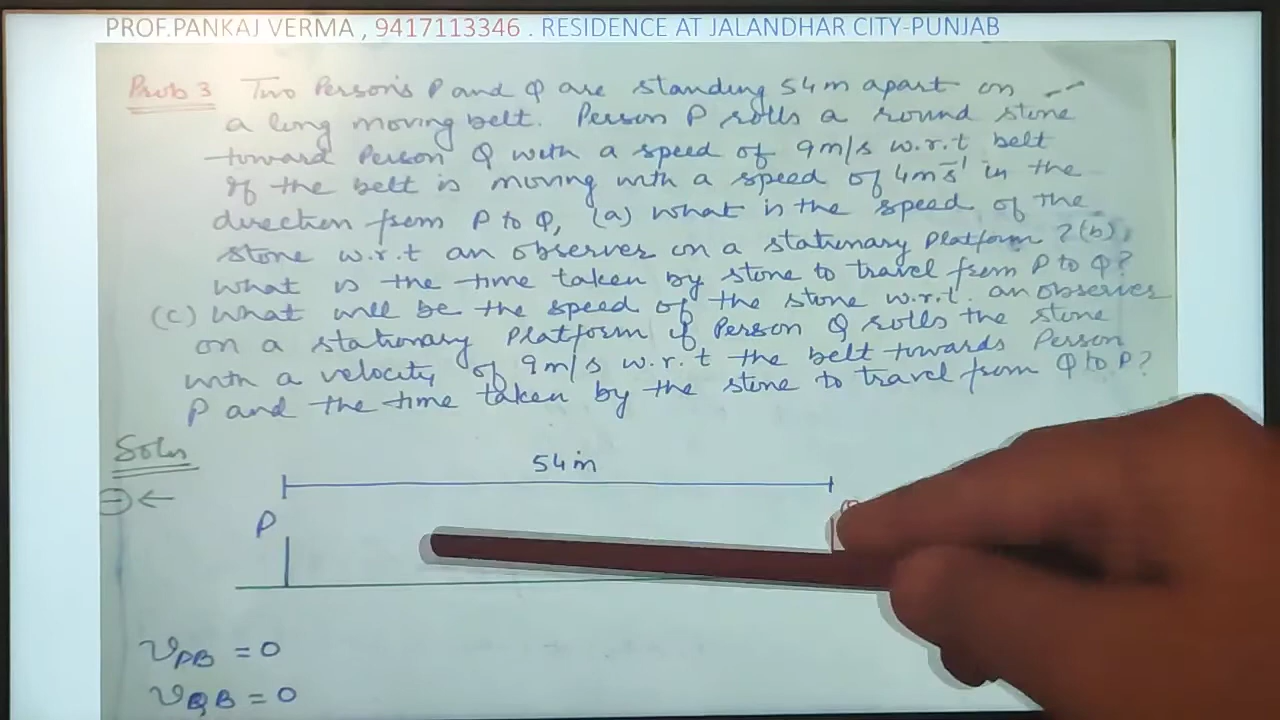 PROF.PANKAJ VERMA , 9417113346 . RESIDENCE AT JALANDHAR CITY-PUNJAB
Prob 3 Two Person's P and Q are standing 54m apart on
a long moving belt. Person P rolls a round stone
toward Person Q with a speed of 9m/s w.r.t belt
If the belt is moving with a speed of 4ms⁻¹ in the
direction from P to Q, (a) what is the speed of the
stone w.r.t an observer on a stationary Platform ? (b)
what is the time taken by stone to travel from P to Q?
(c) what will be the speed of the stone w.r.t. an observer
on a stationary Platform if Person Q rolls the stone
with a velocity of 9m/s w.r.t the belt towards Person
P and the time taken by the stone to travel from Q to P?
Soln
54m
P
V_PB = 0
V_QB = 0